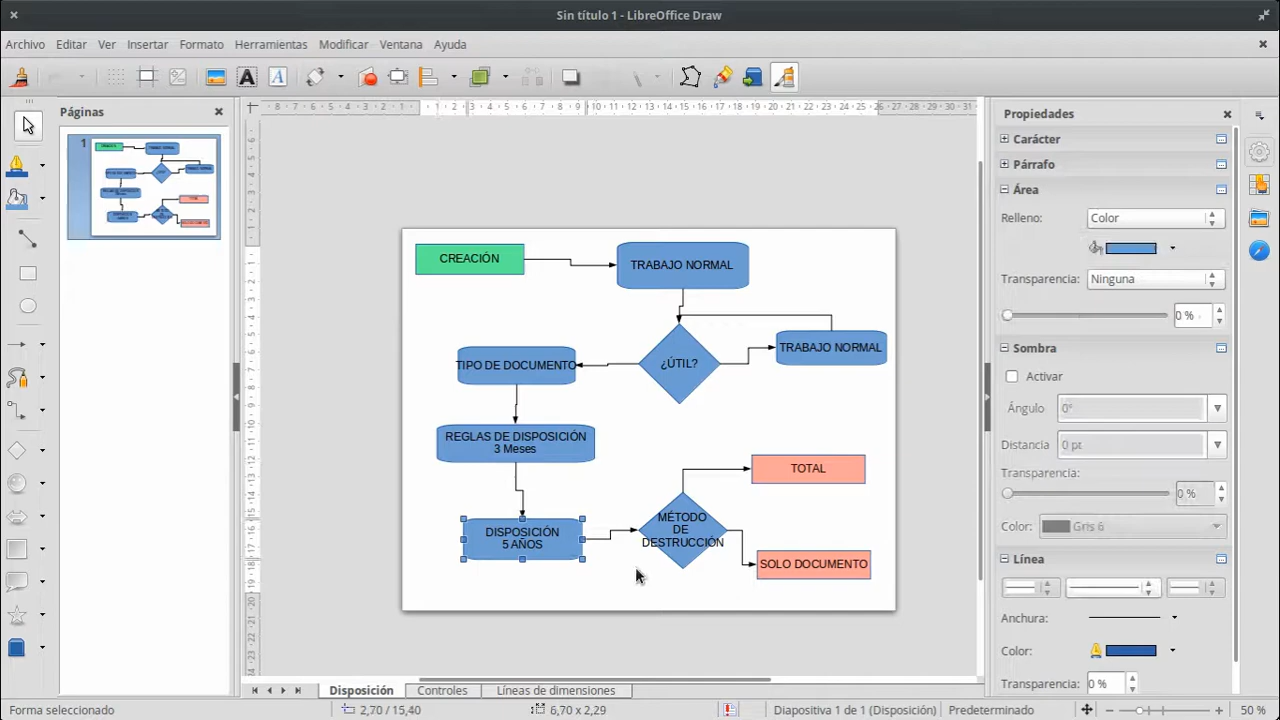 Sin título 1 - LibreOffice Draw
Archivo Editar Ver Insertar Formato Herramientas Modificar Ventana Ayuda
Páginas
1
Propiedades
Carácter
Párrafo
Área
Relleno: Color
Transparencia: Ninguna
0 %
Sombra
Activar
Ángulo 0°
Distancia 0 pt
Transparencia:
0 %
Color: Gris 6
Línea
Anchura:
Color:
Transparencia: 0 %
CREACIÓN
TRABAJO NORMAL
¿ÚTIL?
TRABAJO NORMAL
TIPO DE DOCUMENTO
REGLAS DE DISPOSICIÓN
3 Meses
TOTAL
DISPOSICIÓN
5 AÑOS
MÉTODO
DE
DESTRUCCIÓN
SOLO DOCUMENTO
Disposición Controles Líneas de dimensiones
Forma seleccionado 2,70 / 15,40 6,70 x 2,29 Diapositiva 1 de 1 (Disposición) Predeterminado 50 %